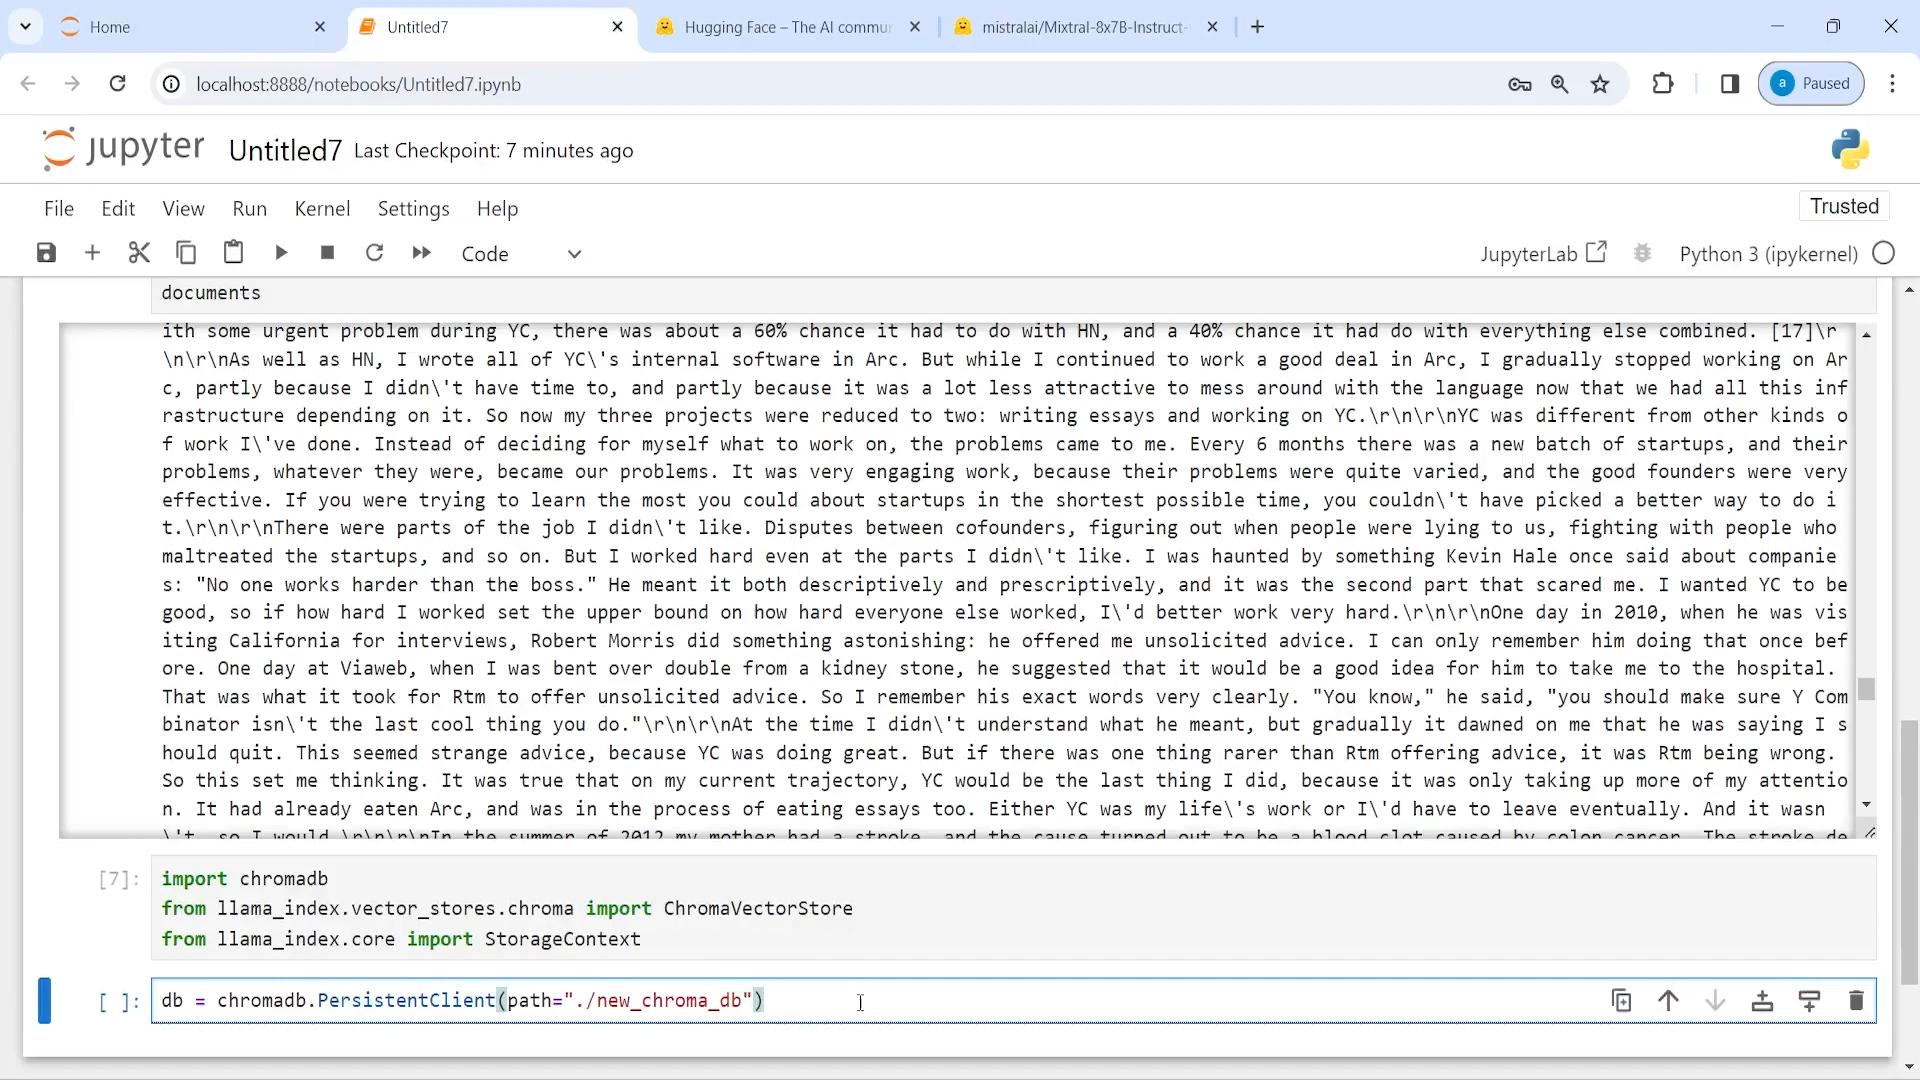 Home
Untitled7
Hugging Face – The AI commu
mistralai/Mixtral-8x7B-Instruct-
localhost:8888/notebooks/Untitled7.ipynb
a Paused
jupyter Untitled7 Last Checkpoint: 7 minutes ago
File Edit View Run Kernel Settings Help
Trusted
Code
JupyterLab
Python 3 (ipykernel)
documents
ith some urgent problem during YC, there was about a 60% chance it had to do with HN, and a 40% chance it had do with everything else combined. [17]\r
\n\r\nAs well as HN, I wrote all of YC\'s internal software in Arc. But while I continued to work a good deal in Arc, I gradually stopped working on Ar
c, partly because I didn\'t have time to, and partly because it was a lot less attractive to mess around with the language now that we had all this inf
rastructure depending on it. So now my three projects were reduced to two: writing essays and working on YC.\r\n\r\nYC was different from other kinds o
f work I\'ve done. Instead of deciding for myself what to work on, the problems came to me. Every 6 months there was a new batch of startups, and their
problems, whatever they were, became our problems. It was very engaging work, because their problems were quite varied, and the good founders were very
effective. If you were trying to learn the most you could about startups in the shortest possible time, you couldn\'t have picked a better way to do i
t.\r\n\r\nThere were parts of the job I didn\'t like. Disputes between cofounders, figuring out when people were lying to us, fighting with people who
maltreated the startups, and so on. But I worked hard even at the parts I didn\'t like. I was haunted by something Kevin Hale once said about companie
s: "No one works harder than the boss." He meant it both descriptively and prescriptively, and it was the second part that scared me. I wanted YC to be
good, so if how hard I worked set the upper bound on how hard everyone else worked, I\'d better work very hard.\r\n\r\nOne day in 2010, when he was vis
iting California for interviews, Robert Morris did something astonishing: he offered me unsolicited advice. I can only remember him doing that once bef
ore. One day at Viaweb, when I was bent over double from a kidney stone, he suggested that it would be a good idea for him to take me to the hospital.
That was what it took for Rtm to offer unsolicited advice. So I remember his exact words very clearly. "You know," he said, "you should make sure Y Com
binator isn\'t the last cool thing you do."\r\n\r\nAt the time I didn\'t understand what he meant, but gradually it dawned on me that he was saying I s
hould quit. This seemed strange advice, because YC was doing great. But if there was one thing rarer than Rtm offering advice, it was Rtm being wrong.
So this set me thinking. It was true that on my current trajectory, YC would be the last thing I did, because it was only taking up more of my attentio
n. It had already eaten Arc, and was in the process of eating essays too. Either YC was my life\'s work or I\'d have to leave eventually. And it wasn
\'t, so I would.\r\n\r\nIn the summer of 2012 my mother had a stroke, and the cause turned out to be a blood clot caused by colon cancer. The stroke de
[7]:
import chromadb
from llama_index.vector_stores.chroma import ChromaVectorStore
from llama_index.core import StorageContext
[ ]:
db = chromadb.PersistentClient(path="./new_chroma_db")